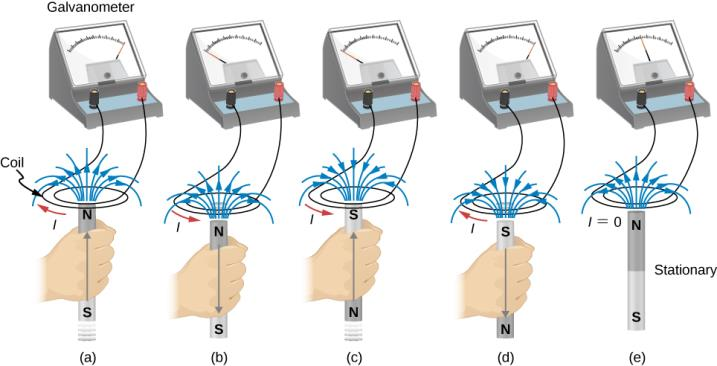 Galvanometer
Coil
I
N
S
(a)
I
N
S
(b)
I
S
N
(c)
I
S
N
(d)
I = 0
N
Stationary
S
(e)